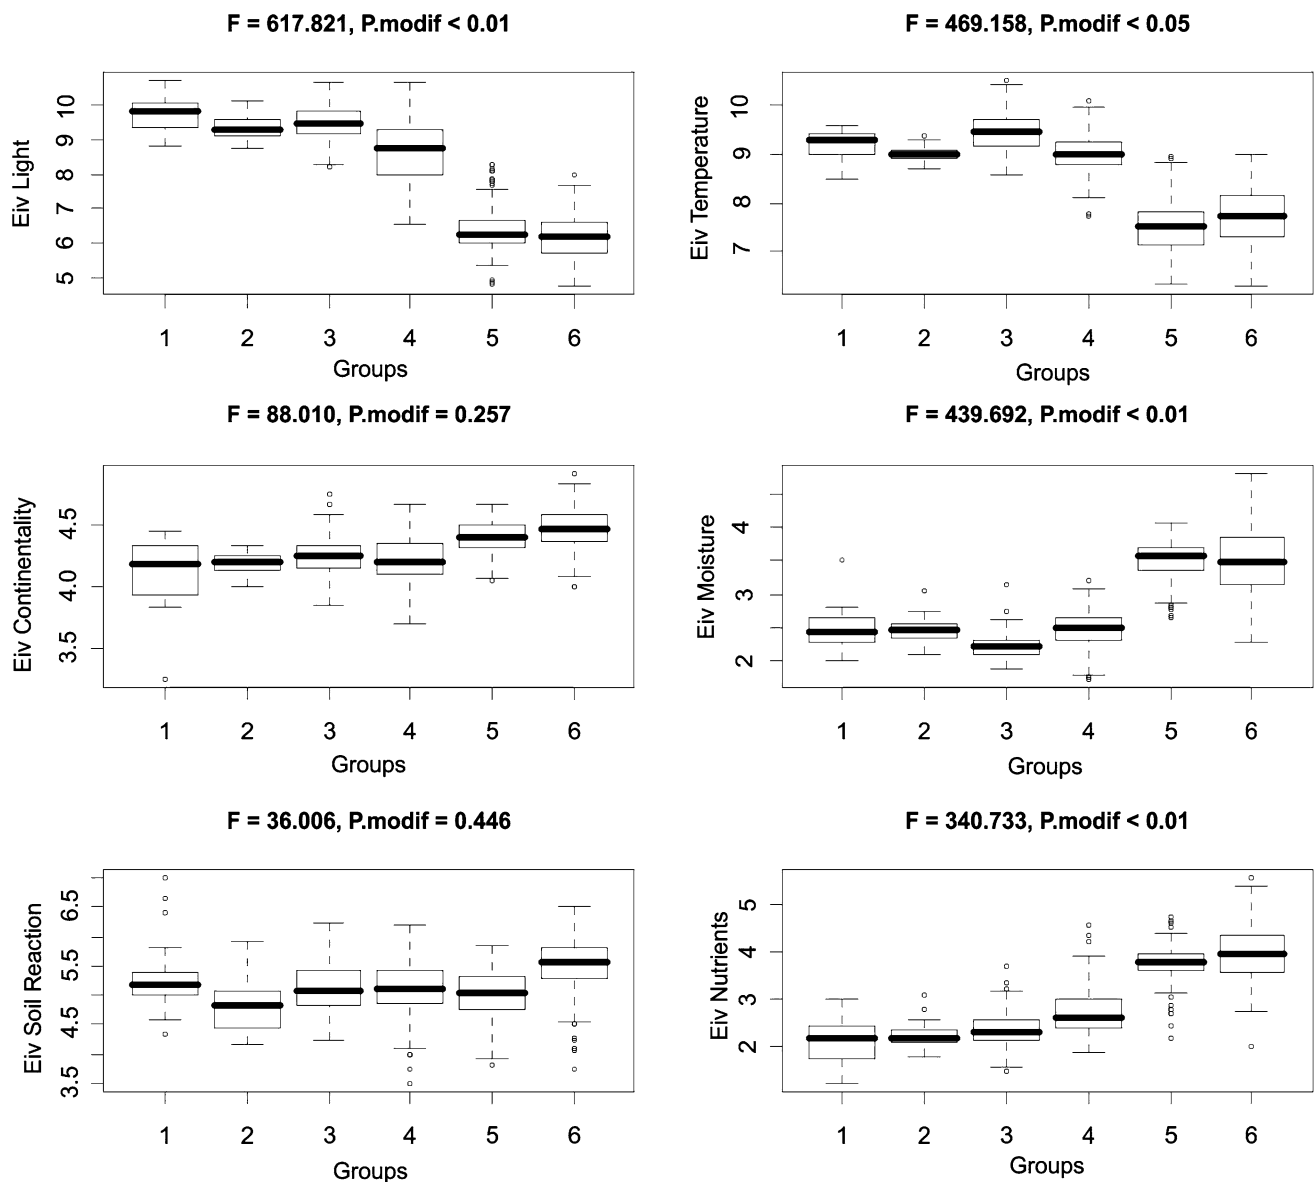 F = 617.821, P.modif < 0.01
Eiv Light
10
9
8
7
6
5
1 2 3 4 5 6
Groups
F = 469.158, P.modif < 0.05
Eiv Temperature
10
9
8
7
1 2 3 4 5 6
Groups
F = 88.010, P.modif = 0.257
Eiv Continentality
4.5
4.0
3.5
1 2 3 4 5 6
Groups
F = 439.692, P.modif < 0.01
Eiv Moisture
4
3
2
1 2 3 4 5 6
Groups
F = 36.006, P.modif = 0.446
Eiv Soil Reaction
6.5
5.5
4.5
3.5
1 2 3 4 5 6
Groups
F = 340.733, P.modif < 0.01
Eiv Nutrients
5
4
3
2
1 2 3 4 5 6
Groups